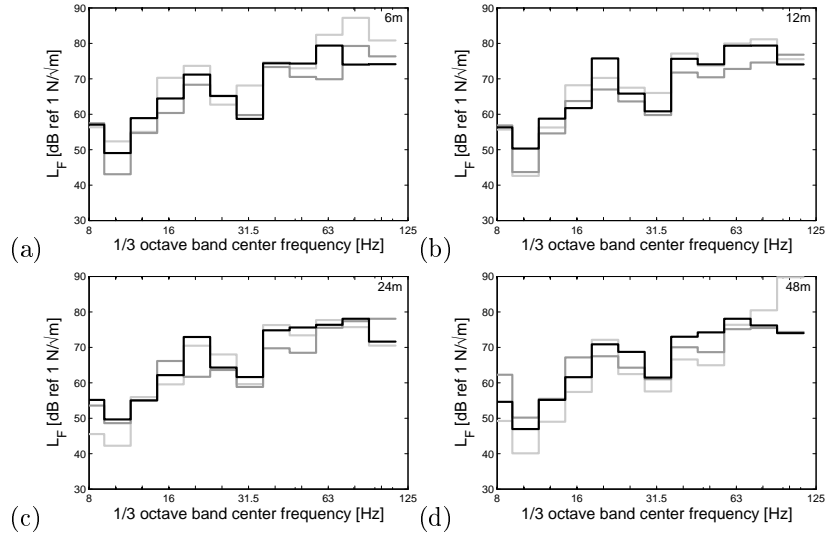 90
80
70
60
50
40
30
8 16 31.5 63 125
L_F [dB ref 1 N/√m]
1/3 octave band center frequency [Hz]
6m
(a)
90
80
70
60
50
40
30
8 16 31.5 63 125
L_F [dB ref 1 N/√m]
1/3 octave band center frequency [Hz]
12m
(b)
90
80
70
60
50
40
30
8 16 31.5 63 125
L_F [dB ref 1 N/√m]
1/3 octave band center frequency [Hz]
24m
(c)
90
80
70
60
50
40
30
8 16 31.5 63 125
L_F [dB ref 1 N/√m]
1/3 octave band center frequency [Hz]
48m
(d)